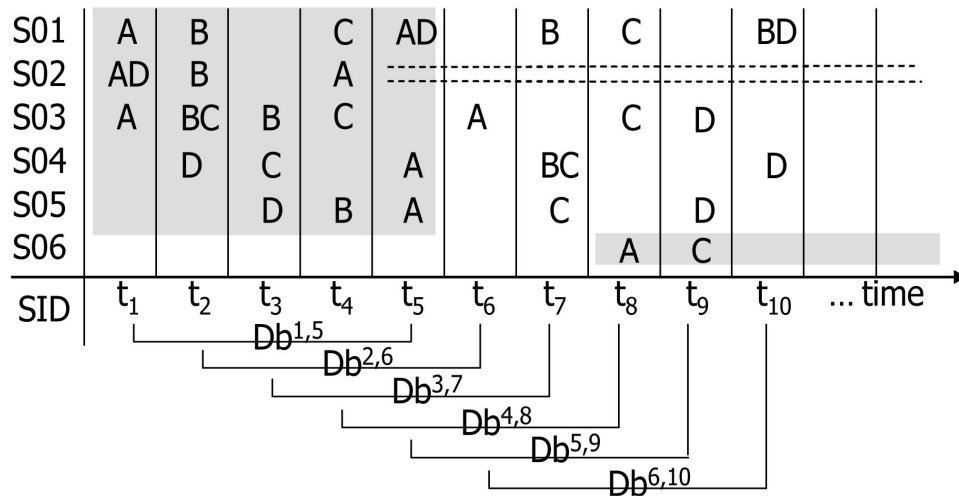 S01 A B C AD B C BD
S02 AD B A
S03 A BC B C A C D
S04 D C A BC D
S05 D B A C D
S06 A C
SID t₁ t₂ t₃ t₄ t₅ t₆ t₇ t₈ t₉ t₁₀ ... time
Db¹,⁵
Db²,⁶
Db³,⁷
Db⁴,⁸
Db⁵,⁹
Db⁶,¹⁰